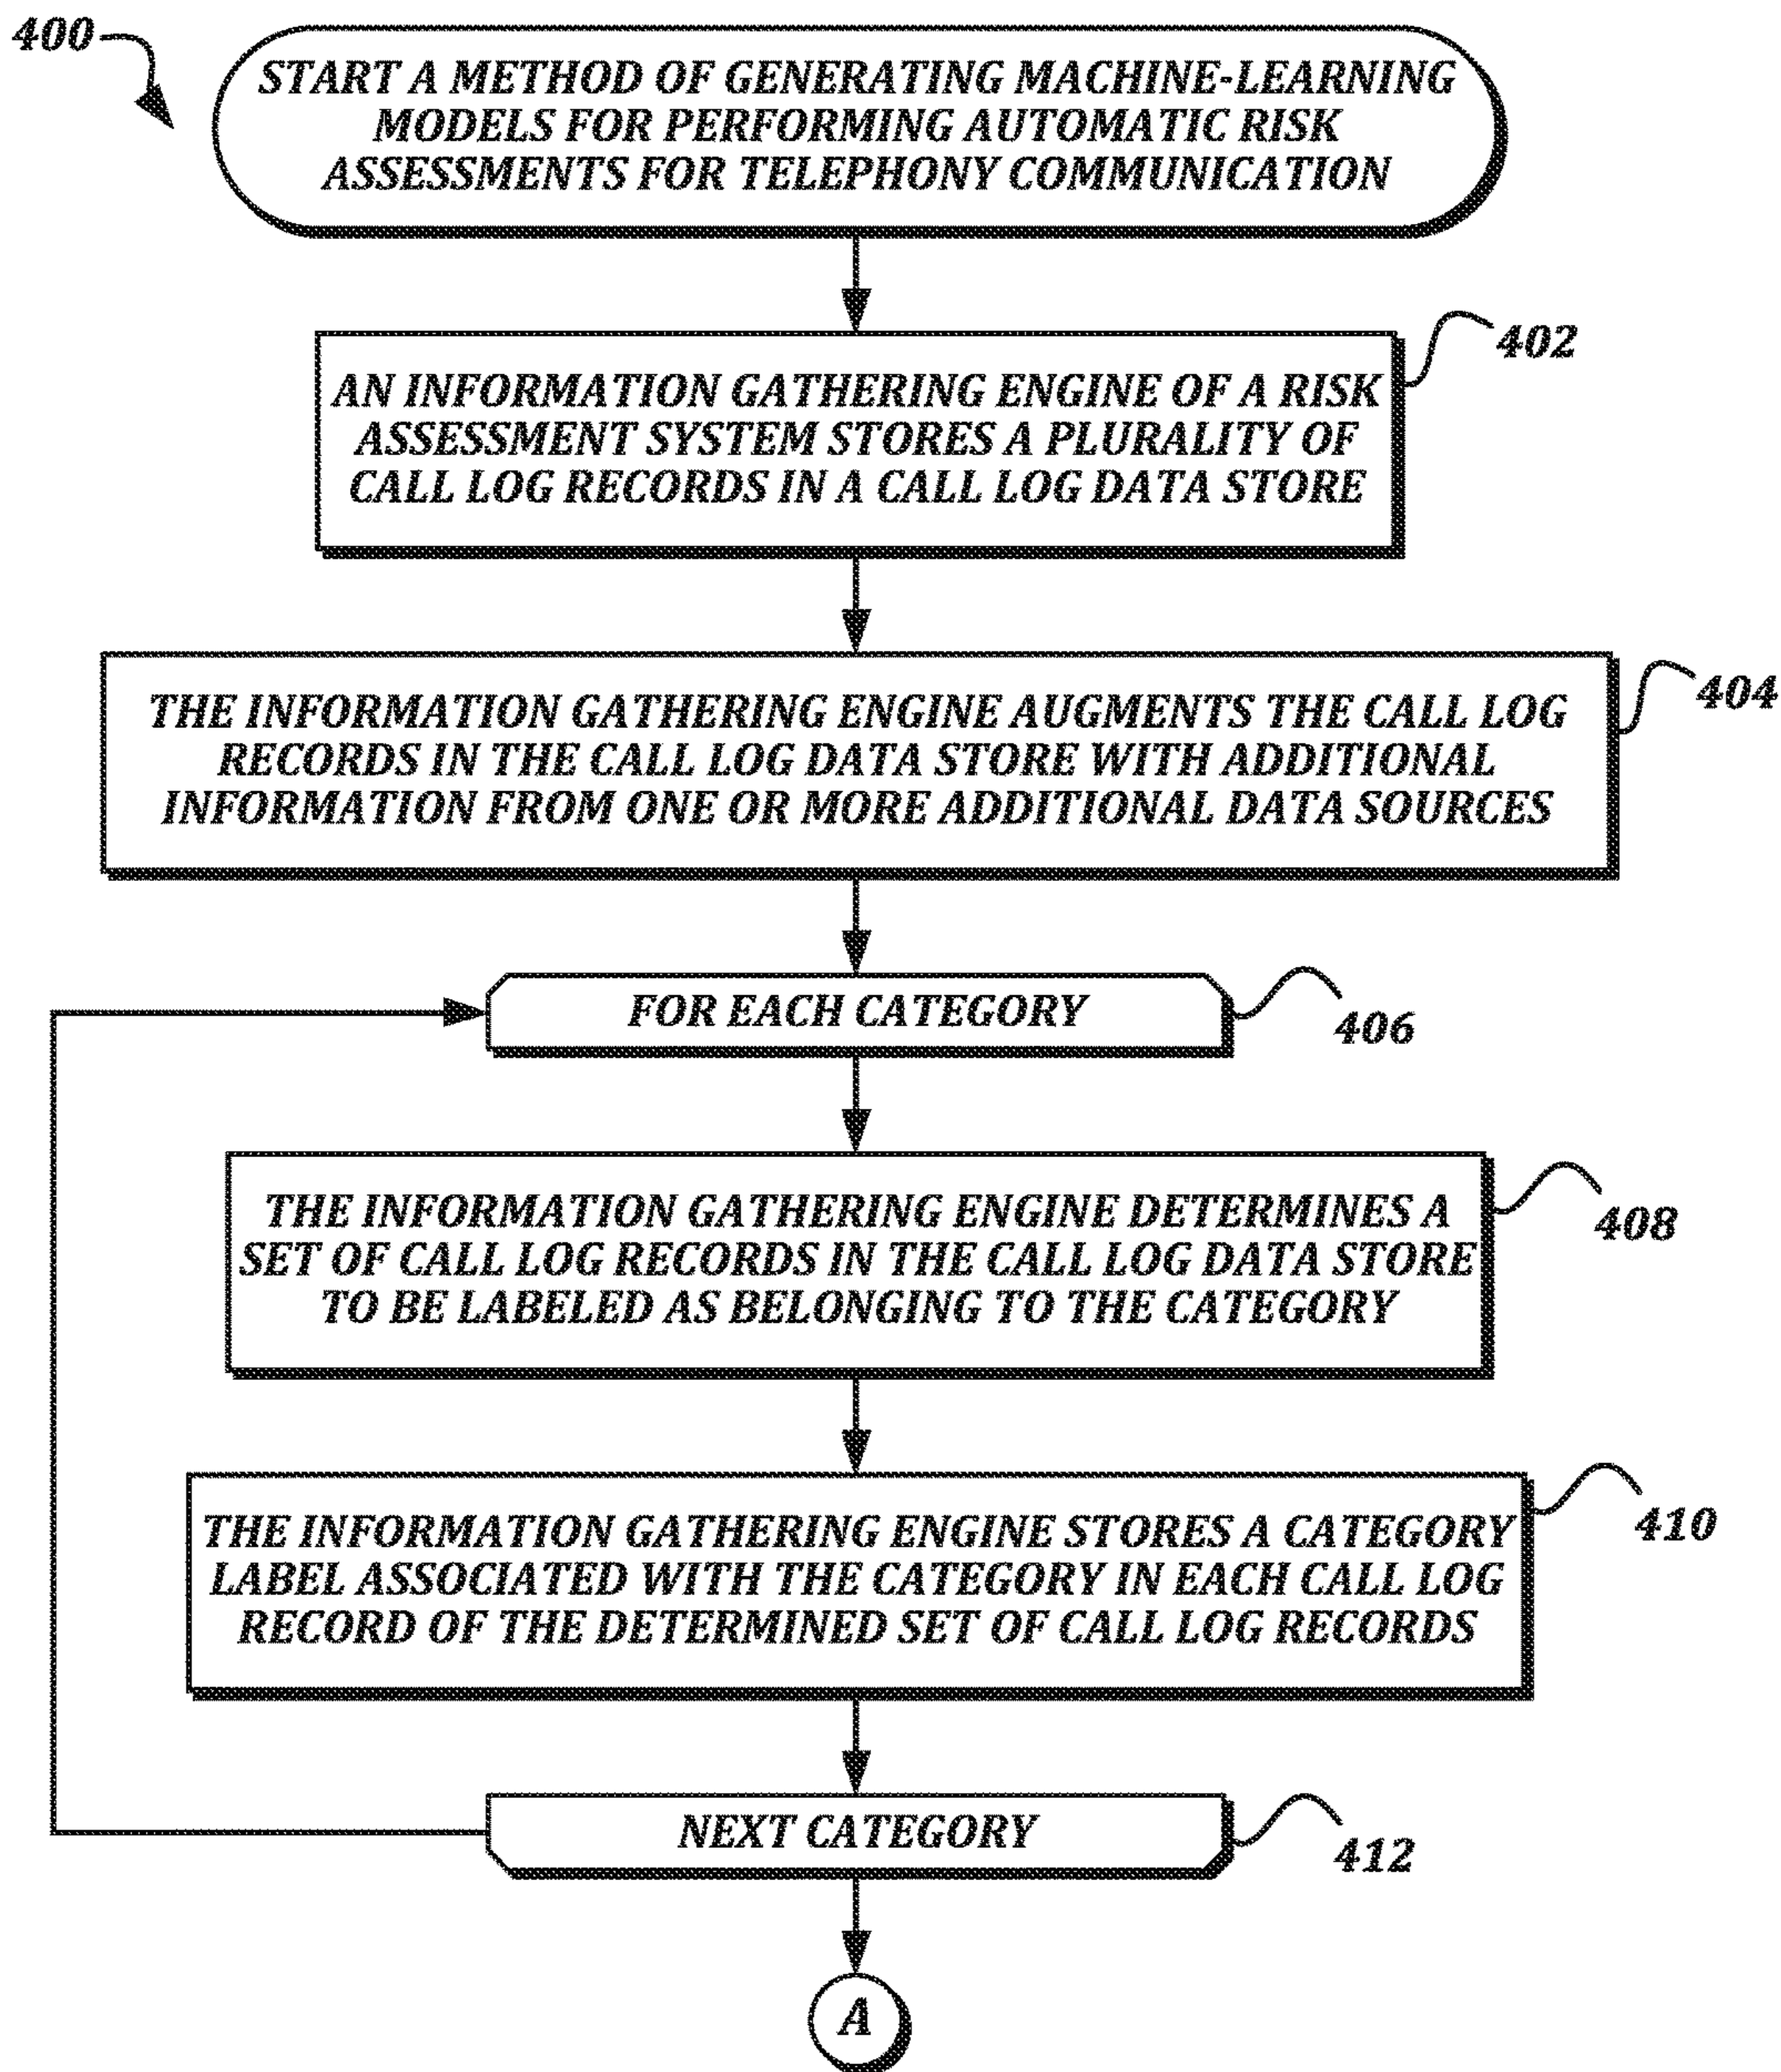 400
START A METHOD OF GENERATING MACHINE-LEARNING
MODELS FOR PERFORMING AUTOMATIC RISK
ASSESSMENTS FOR TELEPHONY COMMUNICATION
402
AN INFORMATION GATHERING ENGINE OF A RISK
ASSESSMENT SYSTEM STORES A PLURALITY OF
CALL LOG RECORDS IN A CALL LOG DATA STORE
404
THE INFORMATION GATHERING ENGINE AUGMENTS THE CALL LOG
RECORDS IN THE CALL LOG DATA STORE WITH ADDITIONAL
INFORMATION FROM ONE OR MORE ADDITIONAL DATA SOURCES
FOR EACH CATEGORY
406
THE INFORMATION GATHERING ENGINE DETERMINES A
SET OF CALL LOG RECORDS IN THE CALL LOG DATA STORE
TO BE LABELED AS BELONGING TO THE CATEGORY
408
THE INFORMATION GATHERING ENGINE STORES A CATEGORY
LABEL ASSOCIATED WITH THE CATEGORY IN EACH CALL LOG
RECORD OF THE DETERMINED SET OF CALL LOG RECORDS
410
NEXT CATEGORY
412
A